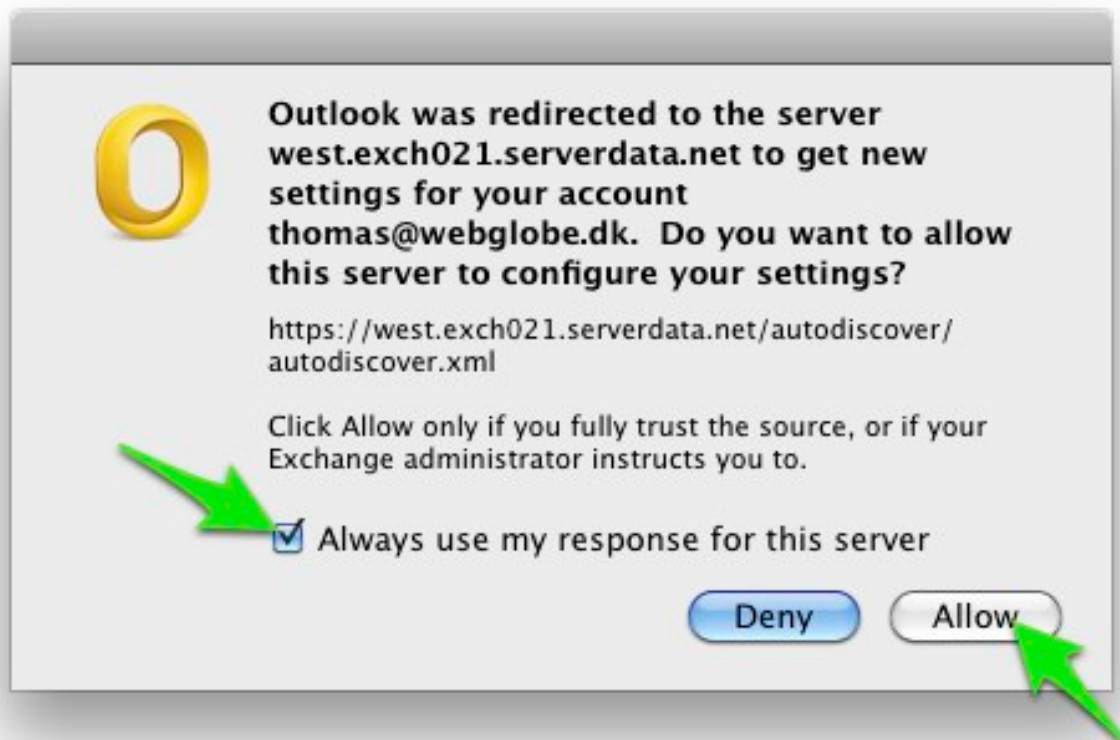 Outlook was redirected to the server
west.exch021.serverdata.net to get new
settings for your account
thomas@webglobe.dk.  Do you want to allow
this server to configure your settings?
https://west.exch021.serverdata.net/autodiscover/
autodiscover.xml
Click Allow only if you fully trust the source, or if your
Exchange administrator instructs you to.
Always use my response for this server
Deny
Allow